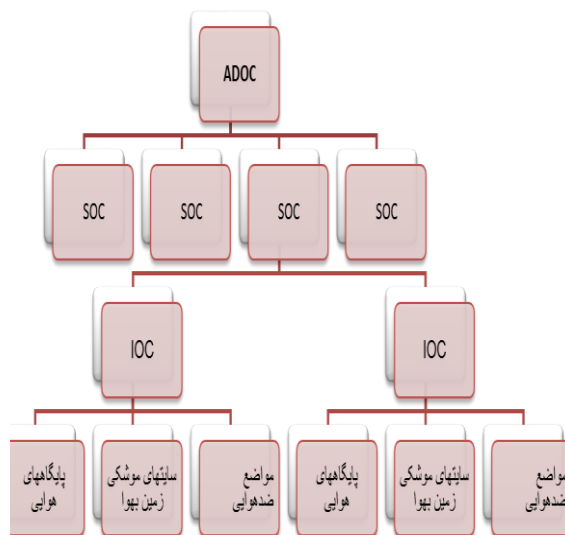 ADOC
SOC
SOC
SOC
SOC
IOC
IOC
پایگاههای
هوایی
سایتهای موشکی
زمین بهوا
مواضع
ضدهوایی
پایگاههای
هوایی
سایتهای موشکی
زمین بهوا
مواضع
ضدهوایی